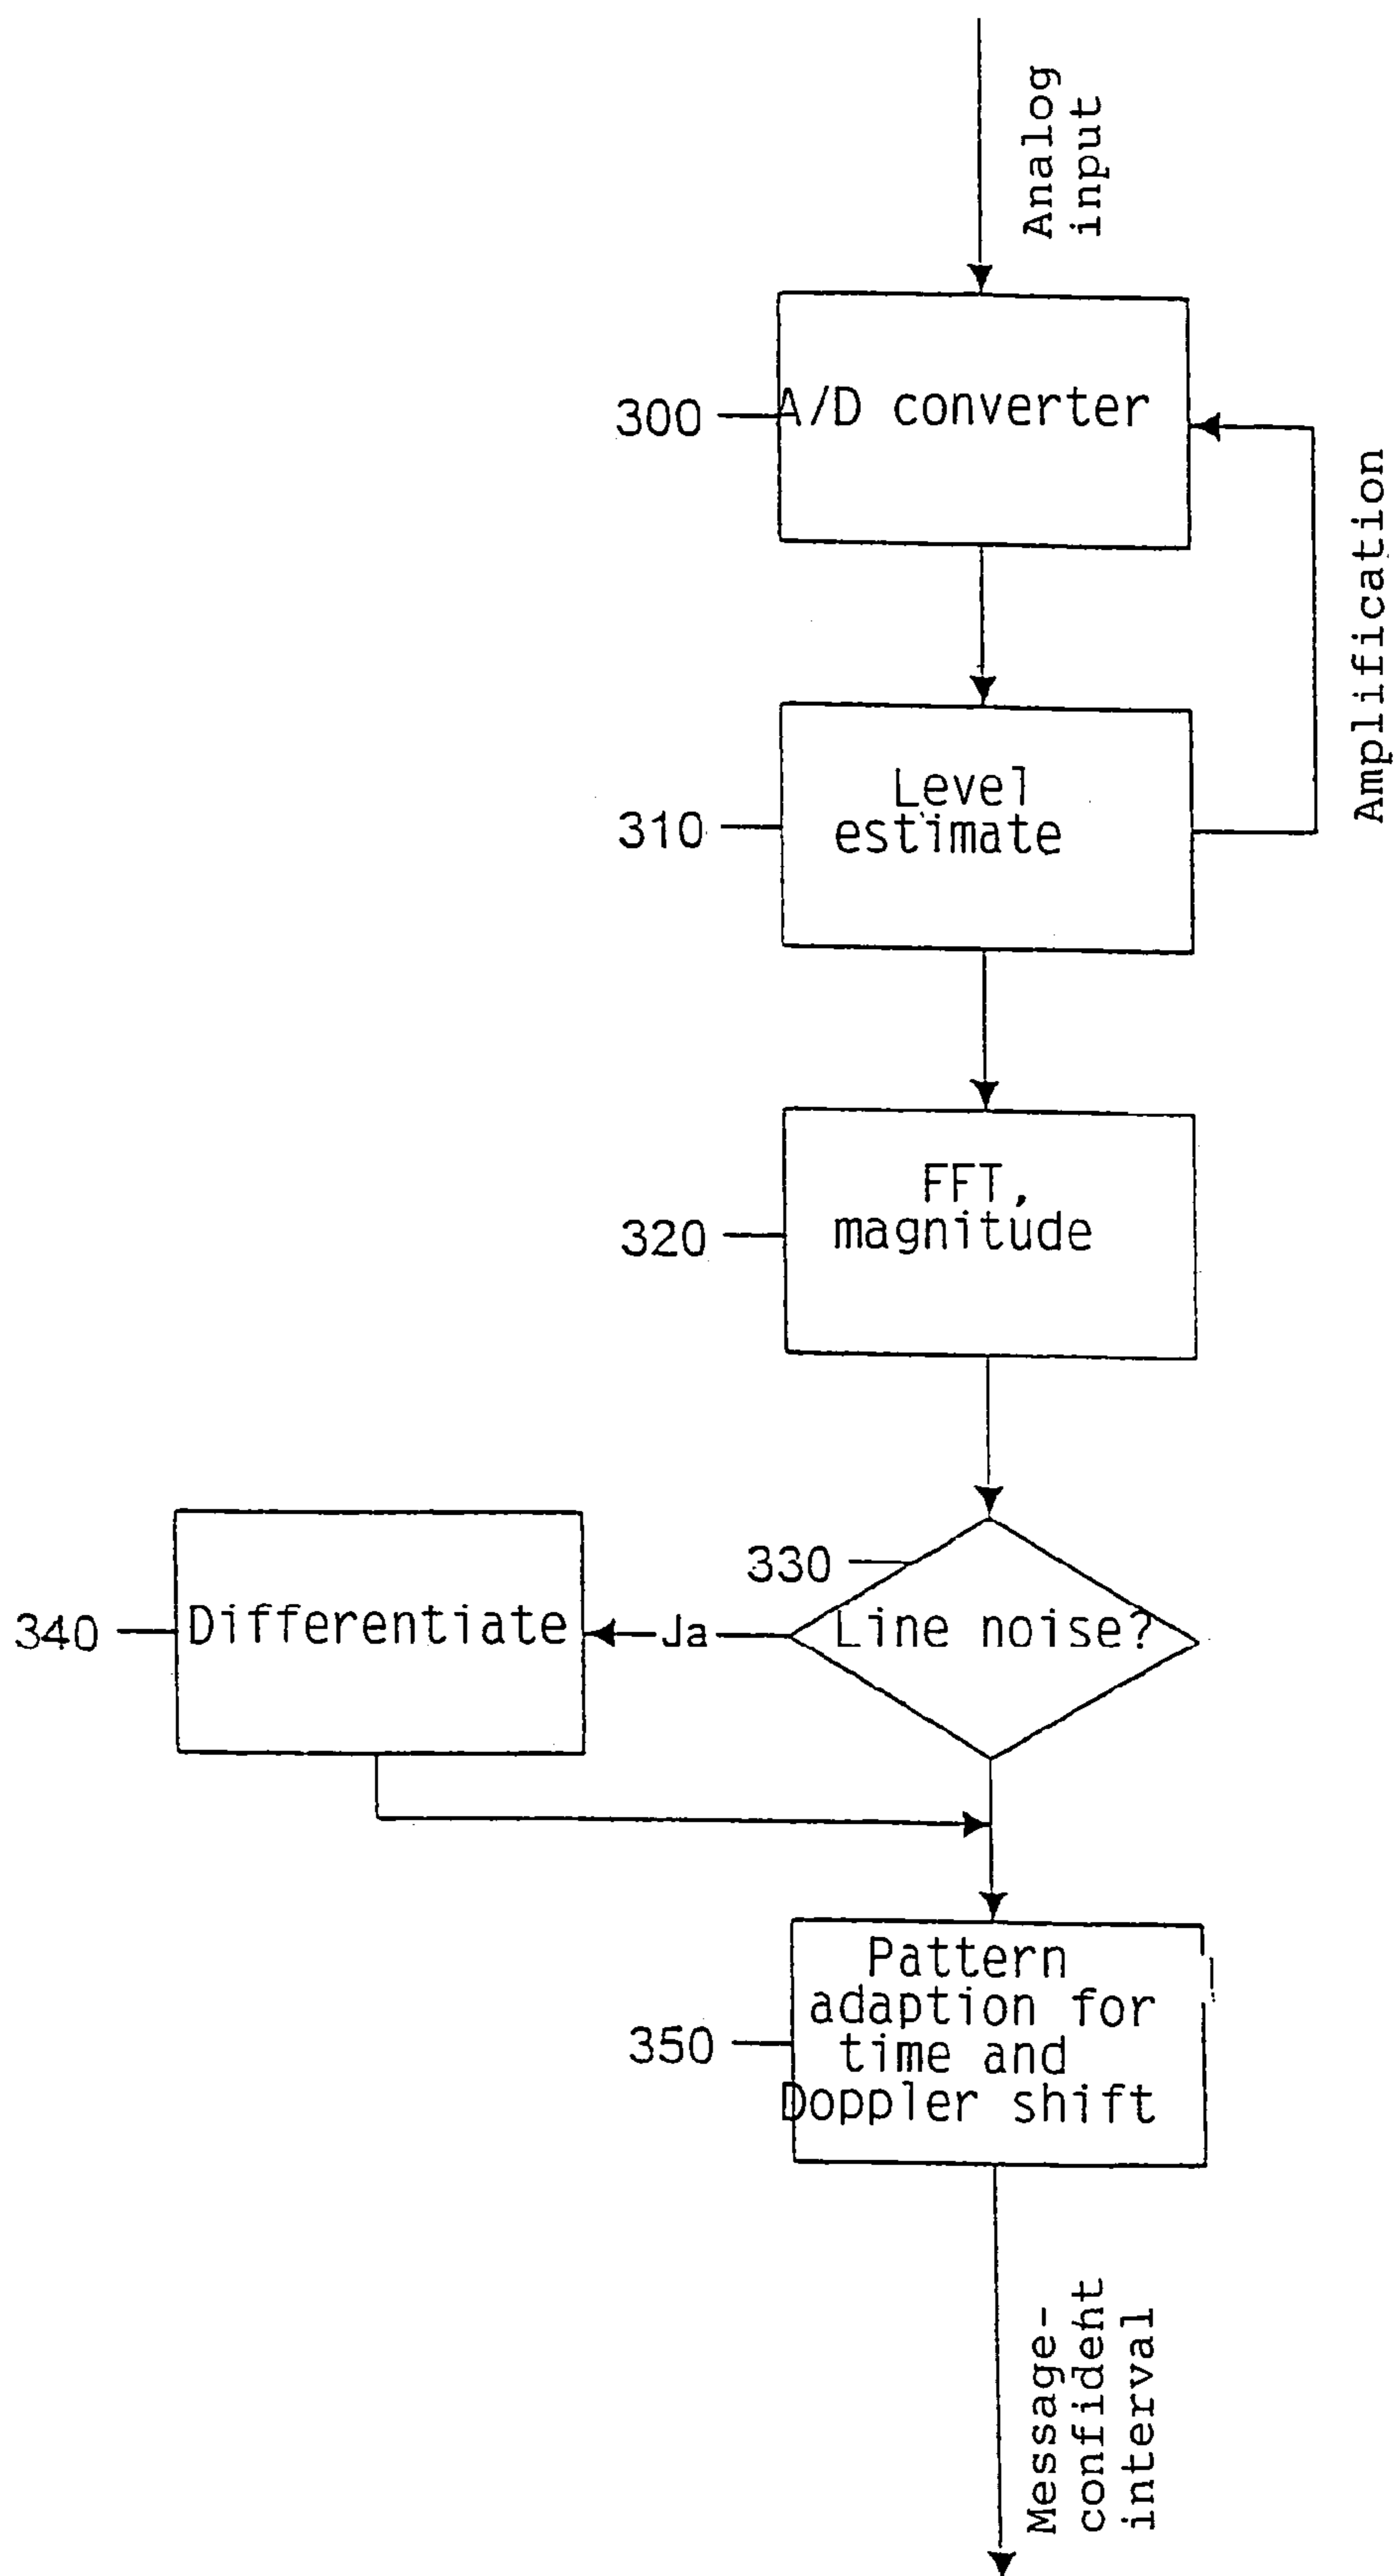 Analog
input
300
A/D converter
Amplification
310
Level
estimate
320
FFT,
magnitude
330
Line noise?
Ja
340
Differentiate
350
Pattern
adaption for
time and
Doppler shift
Message-
confident
interval